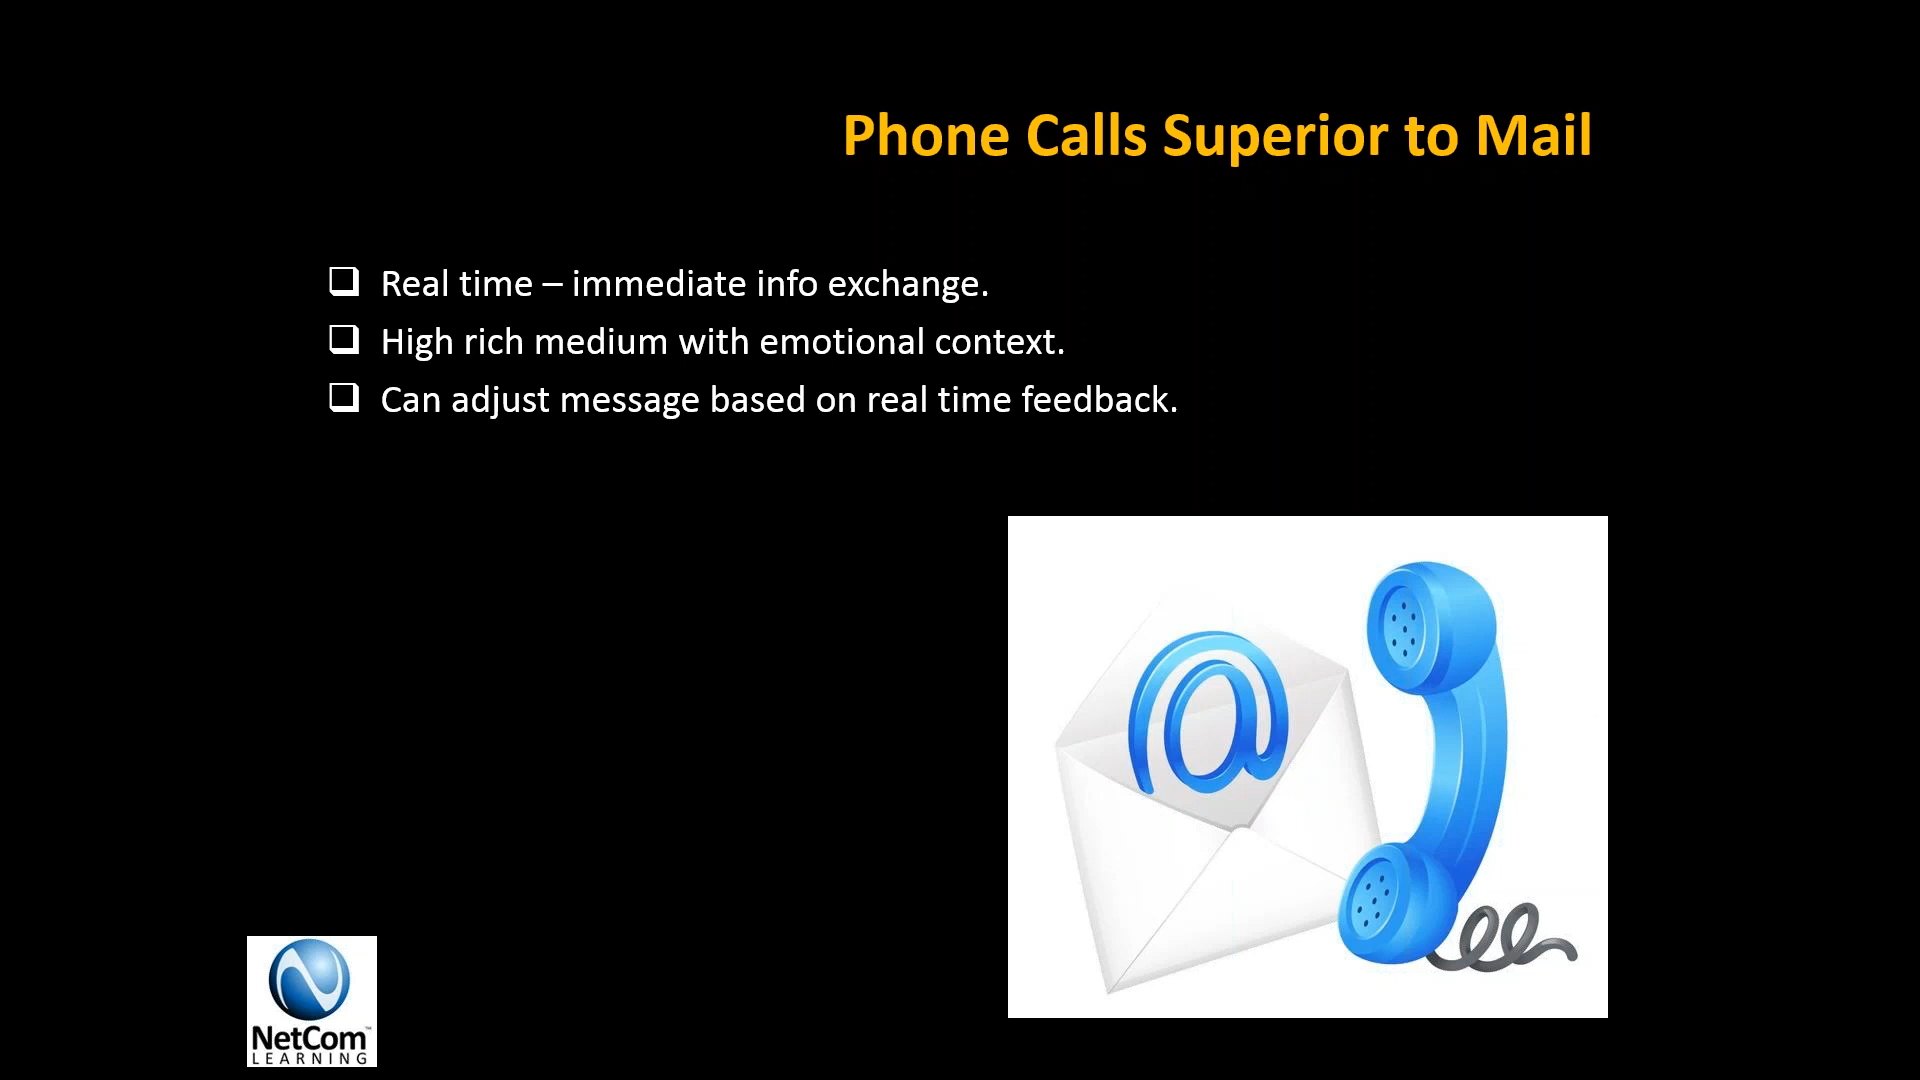 Phone Calls Superior to Mail
Real time – immediate info exchange.
High rich medium with emotional context.
Can adjust message based on real time feedback.
@
NetCom™
LEARNING